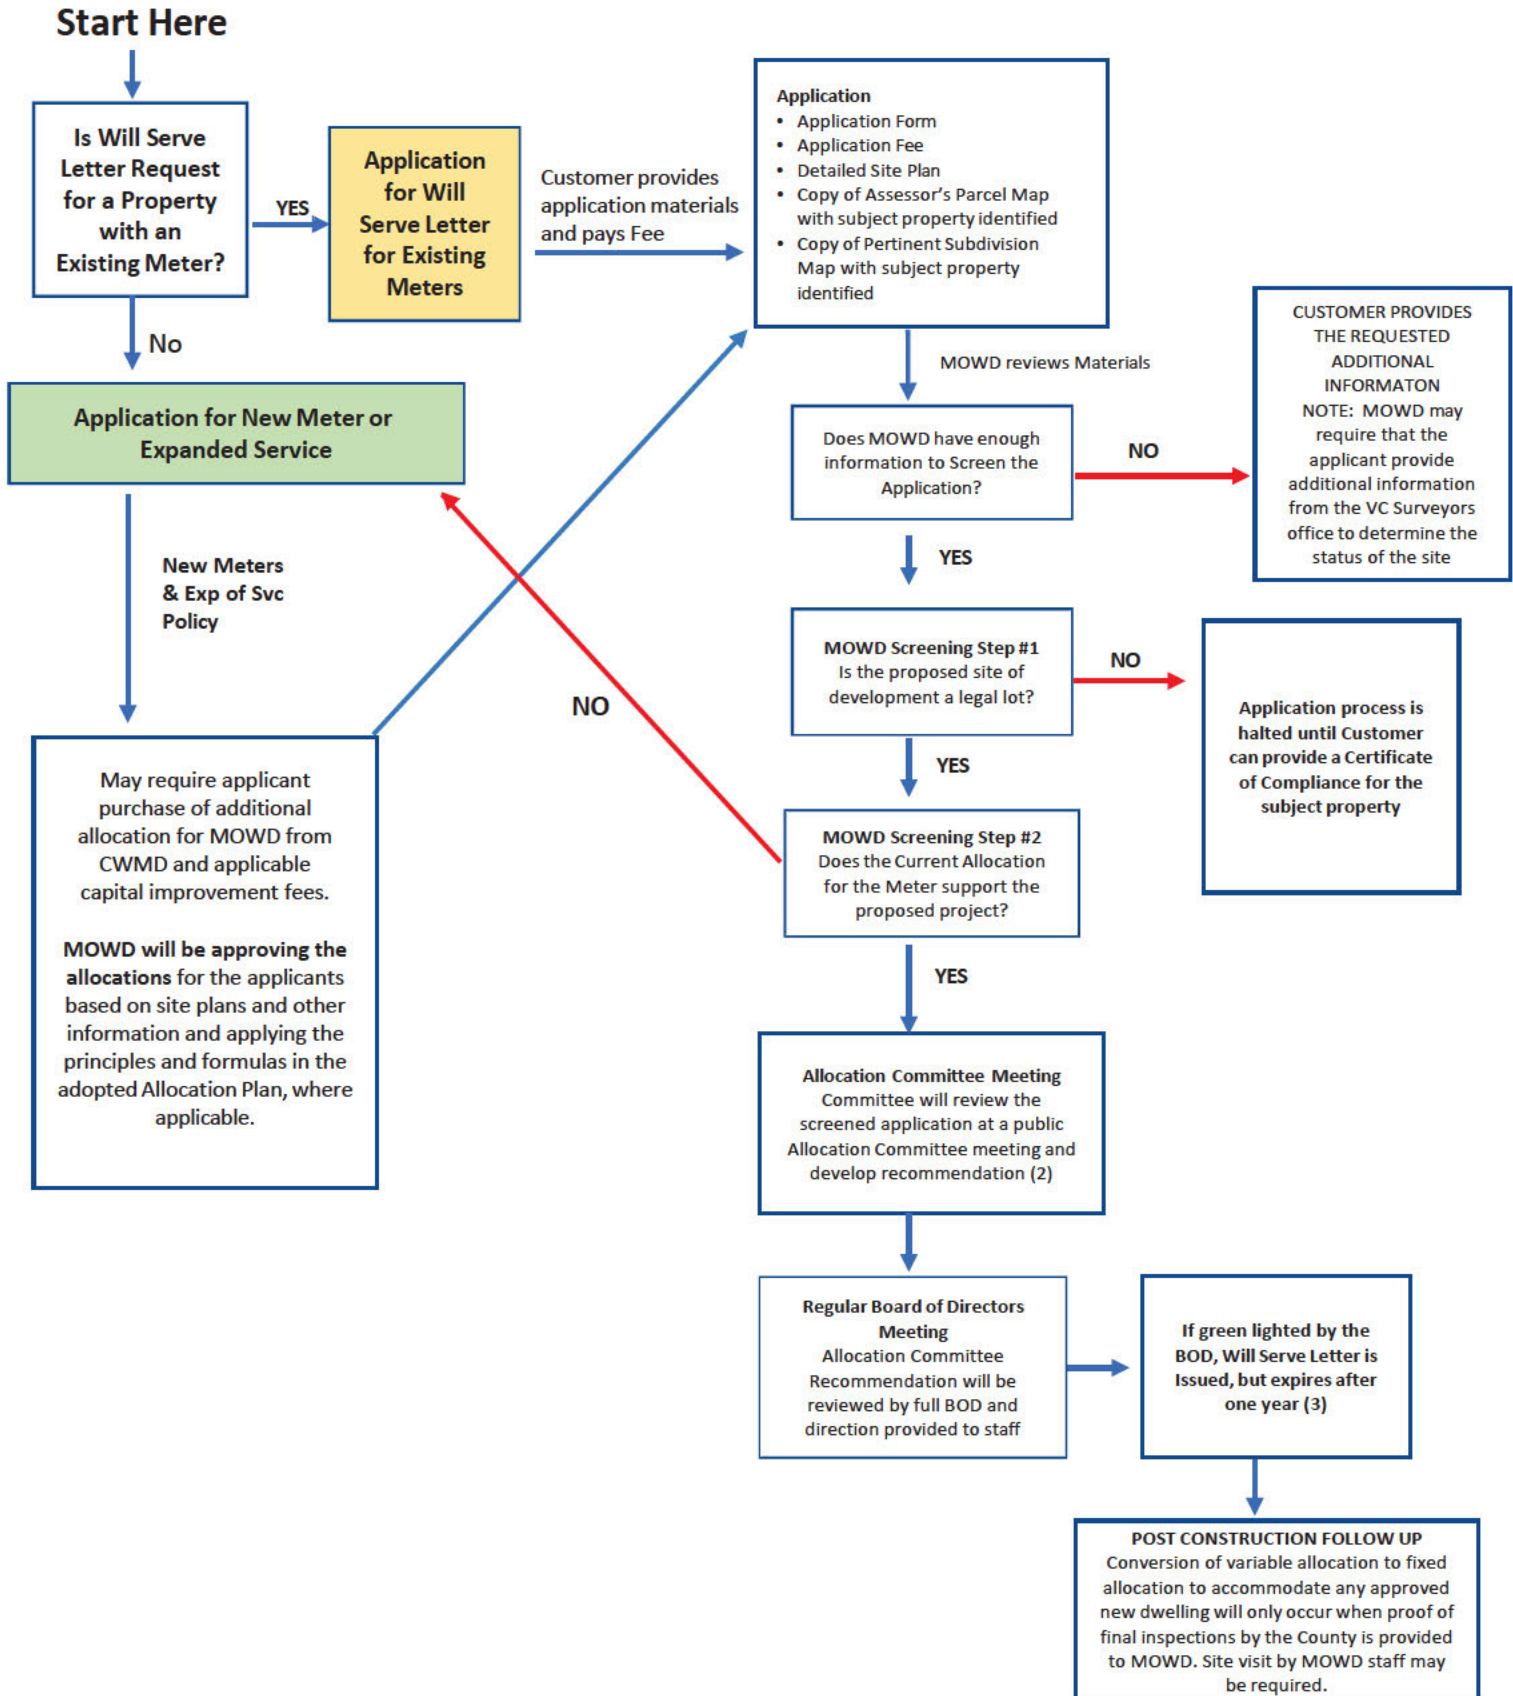 Start Here
Is Will Serve
Letter Request
for a Property
with an
Existing Meter?
YES
Application
for Will
Serve Letter
for Existing
Meters
Customer provides
application materials
and pays Fee
Application
• Application Form
• Application Fee
• Detailed Site Plan
• Copy of Assessor's Parcel Map
with subject property identified
• Copy of Pertinent Subdivision
Map with subject property
identified
No
Application for New Meter or
Expanded Service
MOWD reviews Materials
Does MOWD have enough
information to Screen the
Application?
NO
CUSTOMER PROVIDES
THE REQUESTED
ADDITIONAL
INFORMATON
NOTE: MOWD may
require that the
applicant provide
additional information
from the VC Surveyors
office to determine the
status of the site
YES
New Meters
& Exp of Svc
Policy
MOWD Screening Step #1
Is the proposed site of
development a legal lot?
NO
Application process is
halted until Customer
can provide a Certificate
of Compliance for the
subject property
NO
YES
May require applicant
purchase of additional
allocation for MOWD from
CWMD and applicable
capital improvement fees.
MOWD will be approving the
allocations for the applicants
based on site plans and other
information and applying the
principles and formulas in the
adopted Allocation Plan, where
applicable.
MOWD Screening Step #2
Does the Current Allocation
for the Meter support the
proposed project?
YES
Allocation Committee Meeting
Committee will review the
screened application at a public
Allocation Committee meeting and
develop recommendation (2)
Regular Board of Directors
Meeting
Allocation Committee
Recommendation will be
reviewed by full BOD and
direction provided to staff
If green lighted by the
BOD, Will Serve Letter is
Issued, but expires after
one year (3)
POST CONSTRUCTION FOLLOW UP
Conversion of variable allocation to fixed
allocation to accommodate any approved
new dwelling will only occur when proof of
final inspections by the County is provided
to MOWD. Site visit by MOWD staff may
be required.